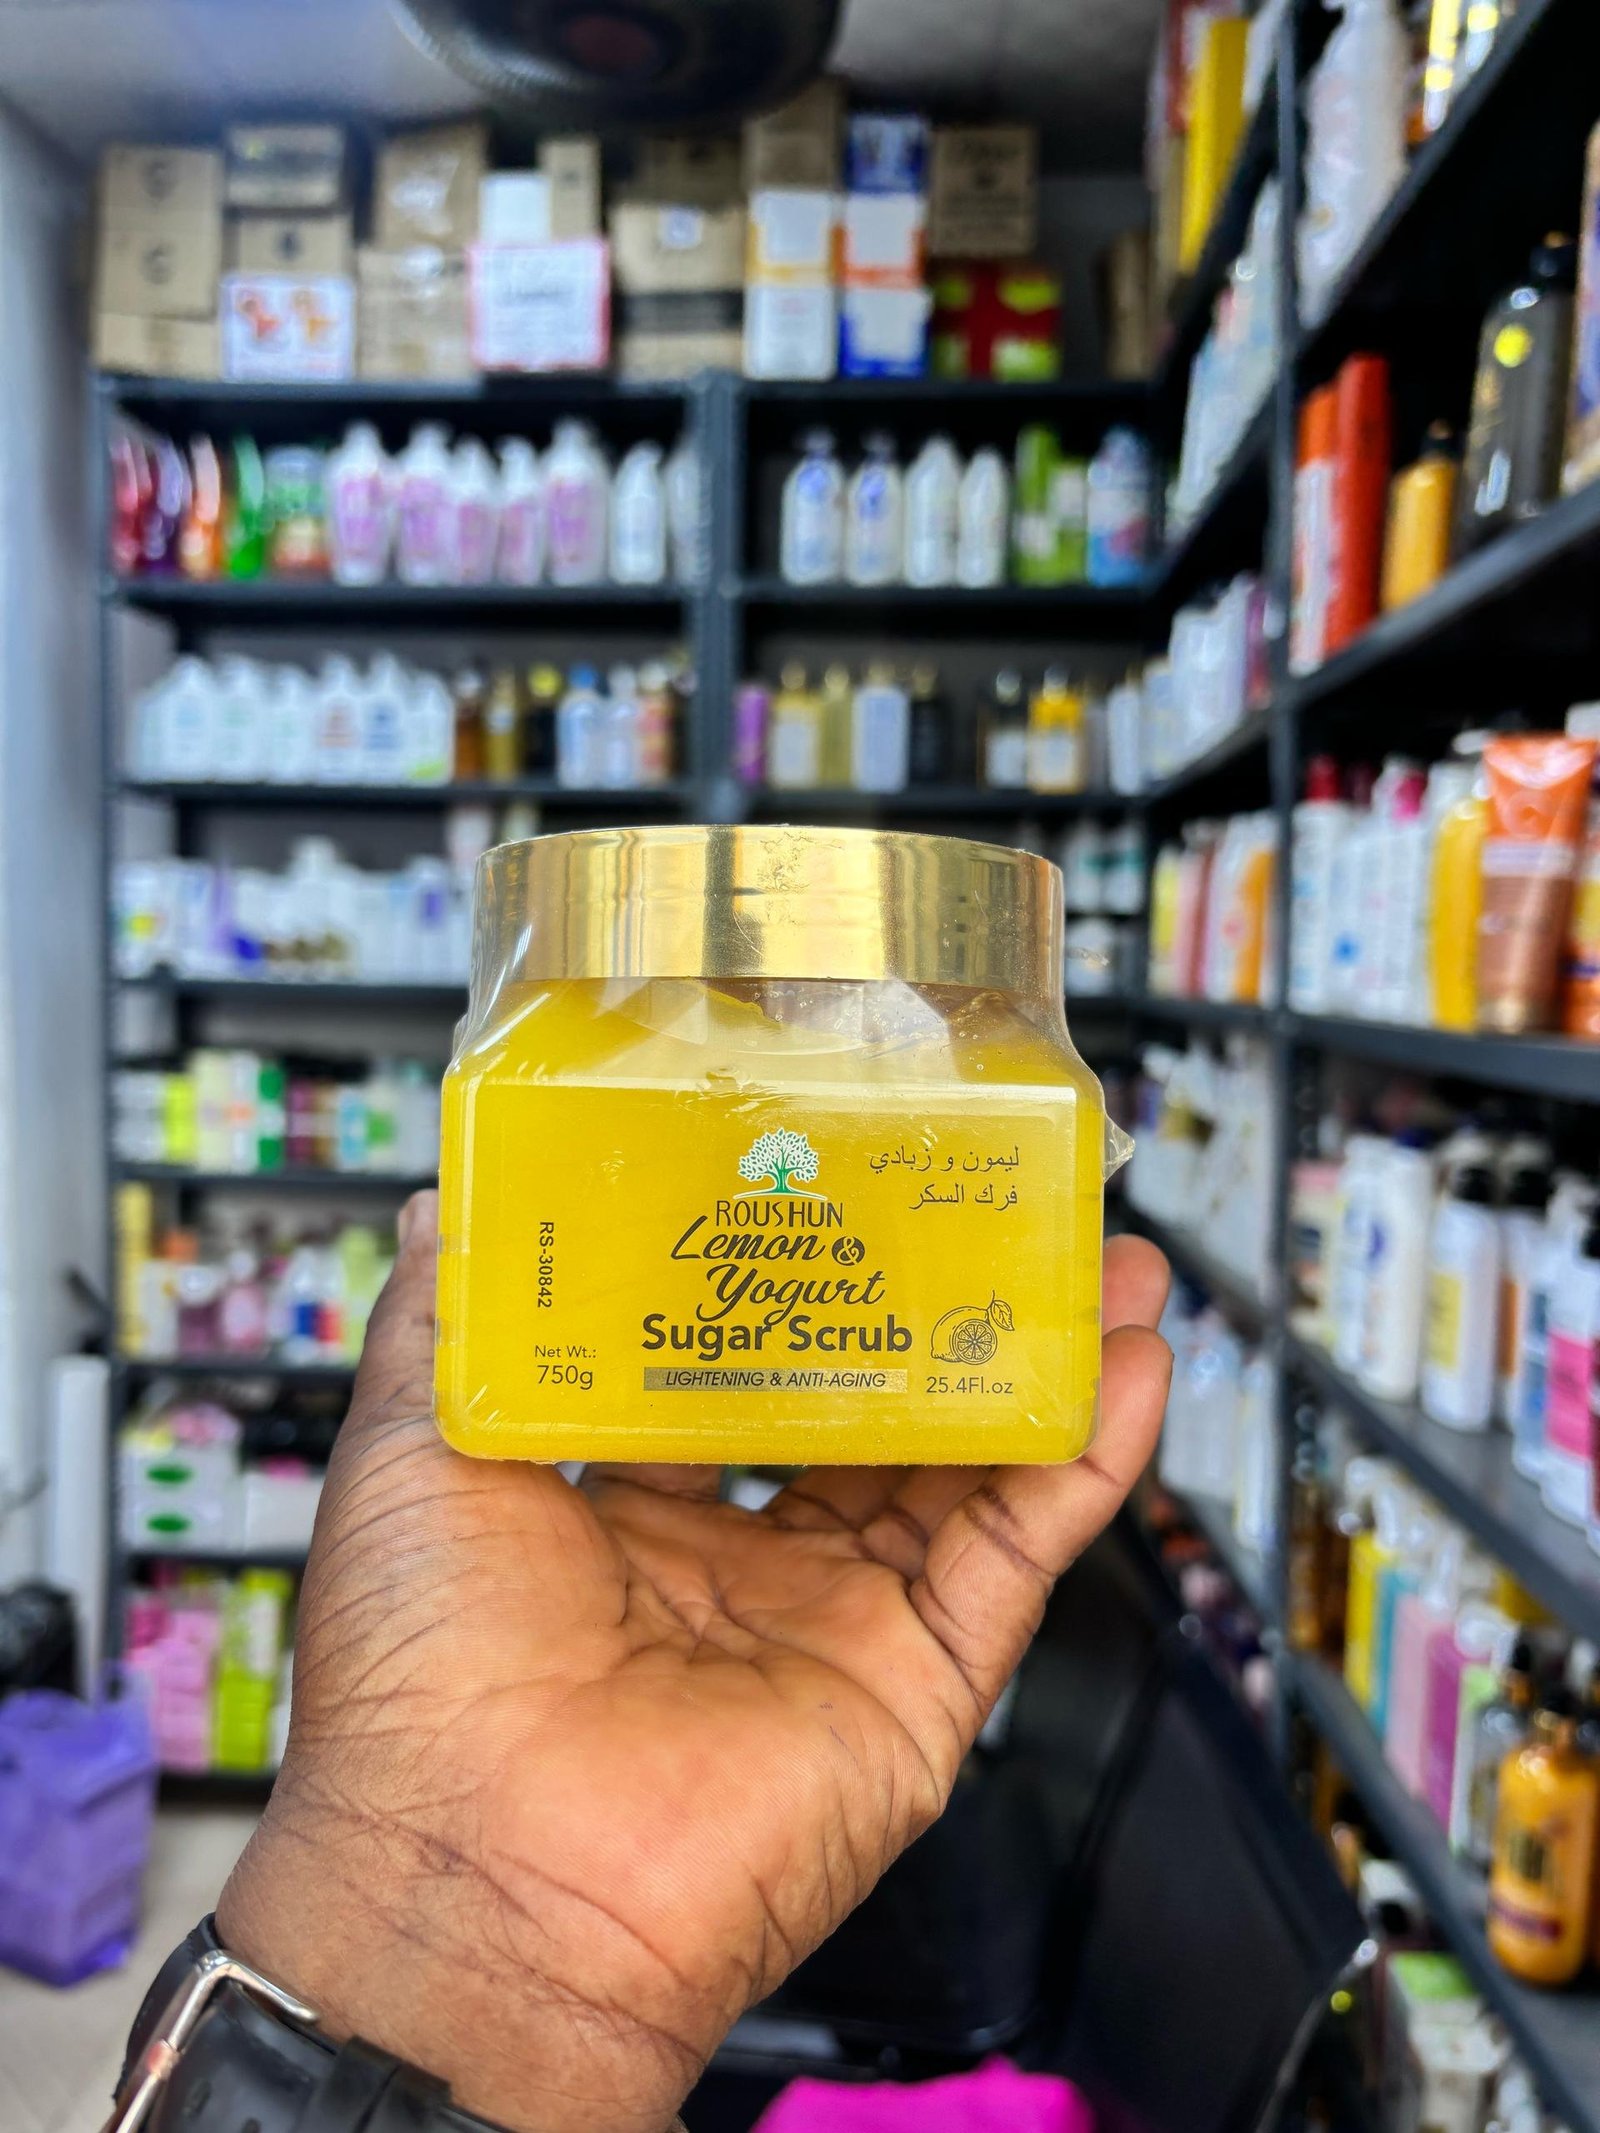 ROUSHUN
Lemon &
Yogurt
Sugar Scrub
LIGHTENING & ANTI-AGING
ليمون و زبادي
فرك السكر
RS-30842
Net Wt.:
750g
25.4Fl.oz